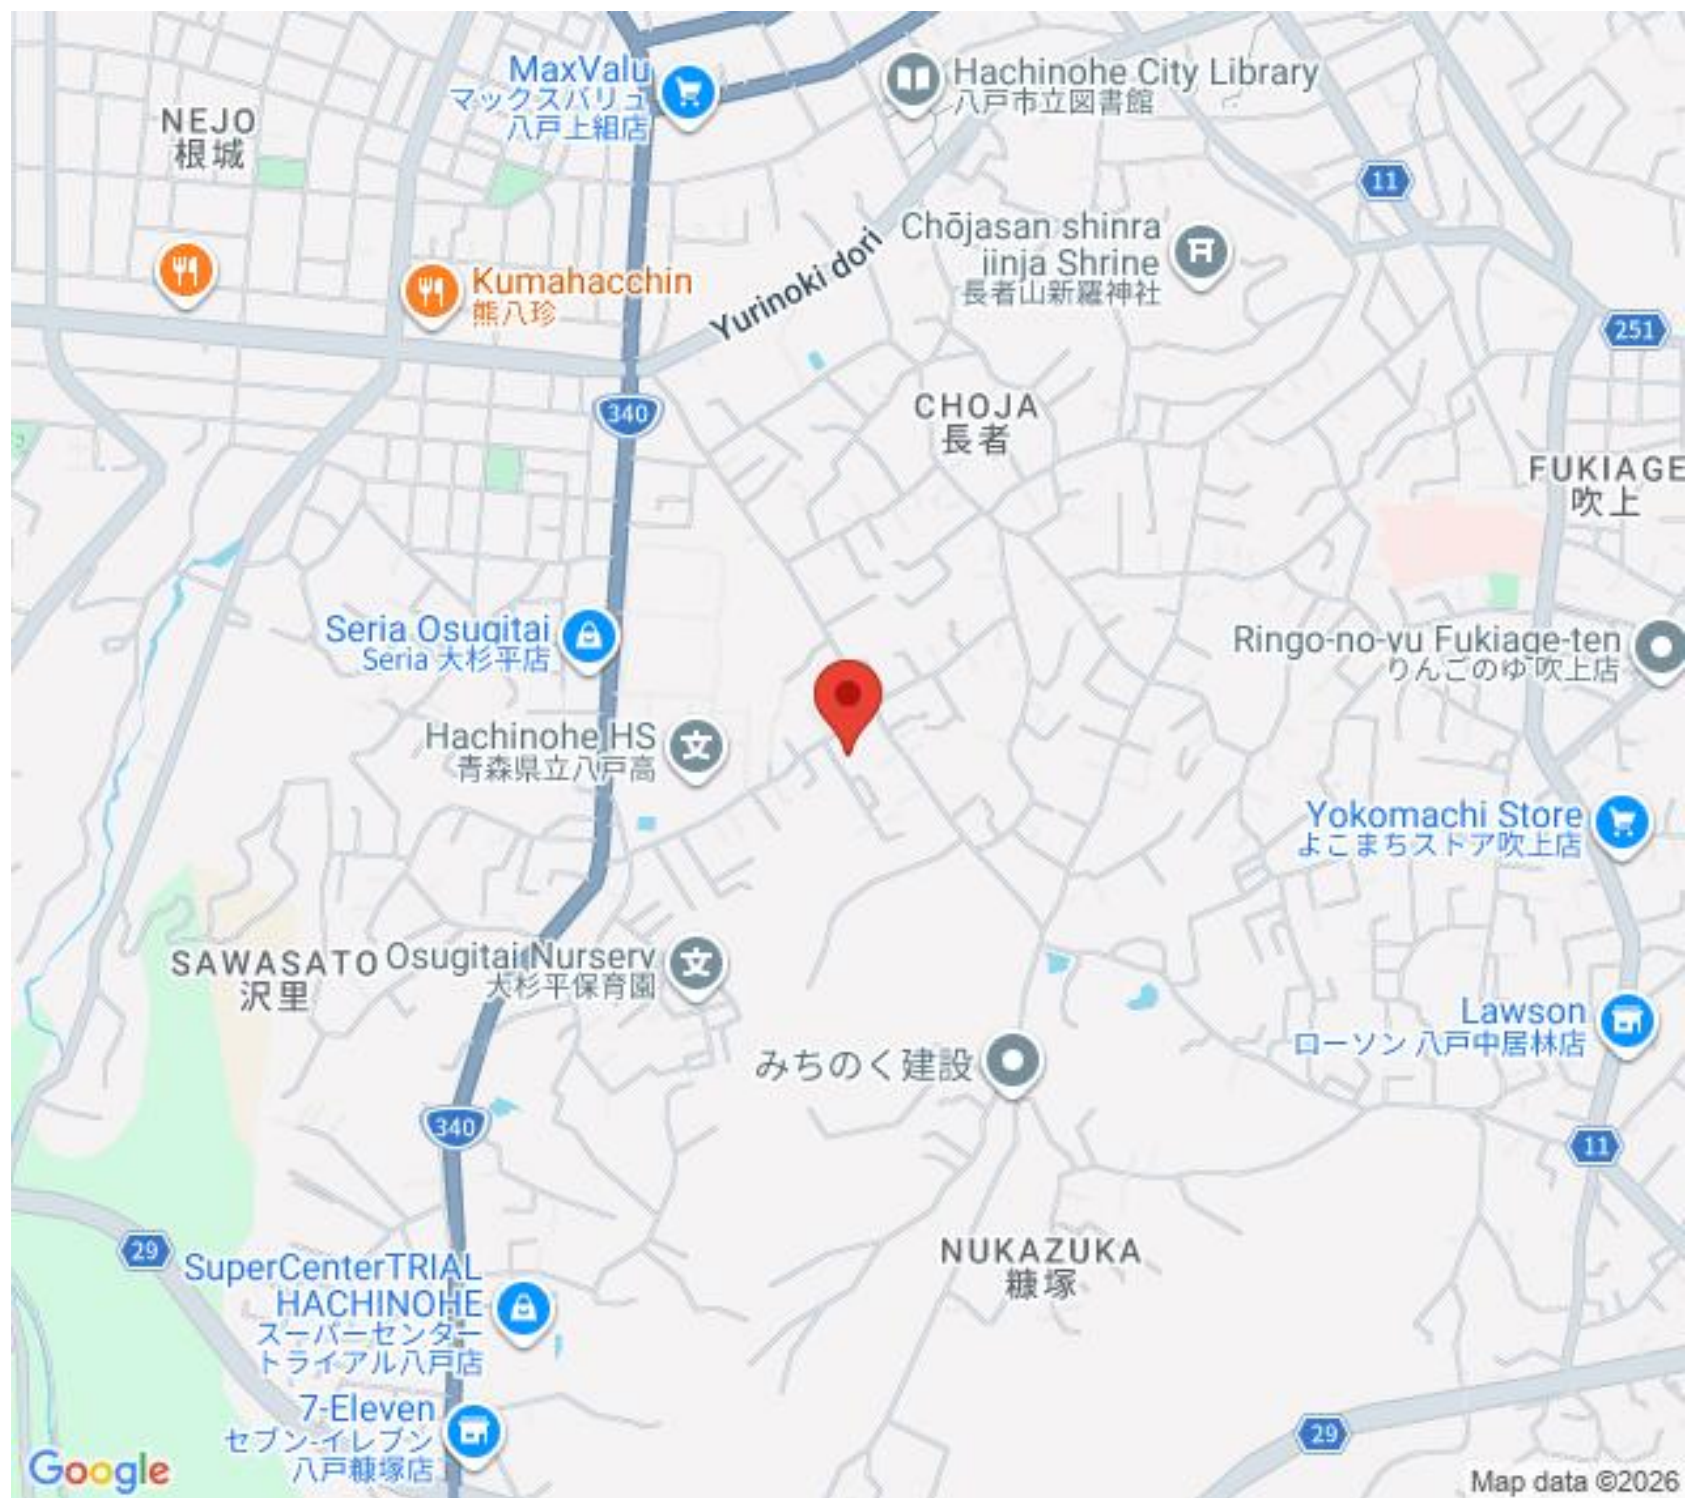 MaxValu
マックスバリュ
八戸上組店
Hachinohe City Library
八戸市立図書館
NEJO
根城
11
Chōjasan shinra
jinja Shrine
長者山新羅神社
Yurinoki dori
Kumahacchin
熊八珍
251
340
CHOJA
長者
FUKIAGE
吹上
Seria Osugitai
Seria 大杉平店
Ringo-no-yu Fukiage-ten
りんごのゆ 吹上店
Hachinohe HS
青森県立八戸高
Yokomachi Store
よこまちストア吹上店
SAWASATO
沢里
Osugitai Nursery
大杉平保育園
Lawson
ローソン 八戸中居林店
みちのく建設
340
11
29
NUKAZUKA
糠塚
SuperCenterTRIAL
HACHINOHE
スーパーセンター
トライアル八戸店
7-Eleven
セブン-イレブン
八戸糠塚店
29
Google
Map data ©2026